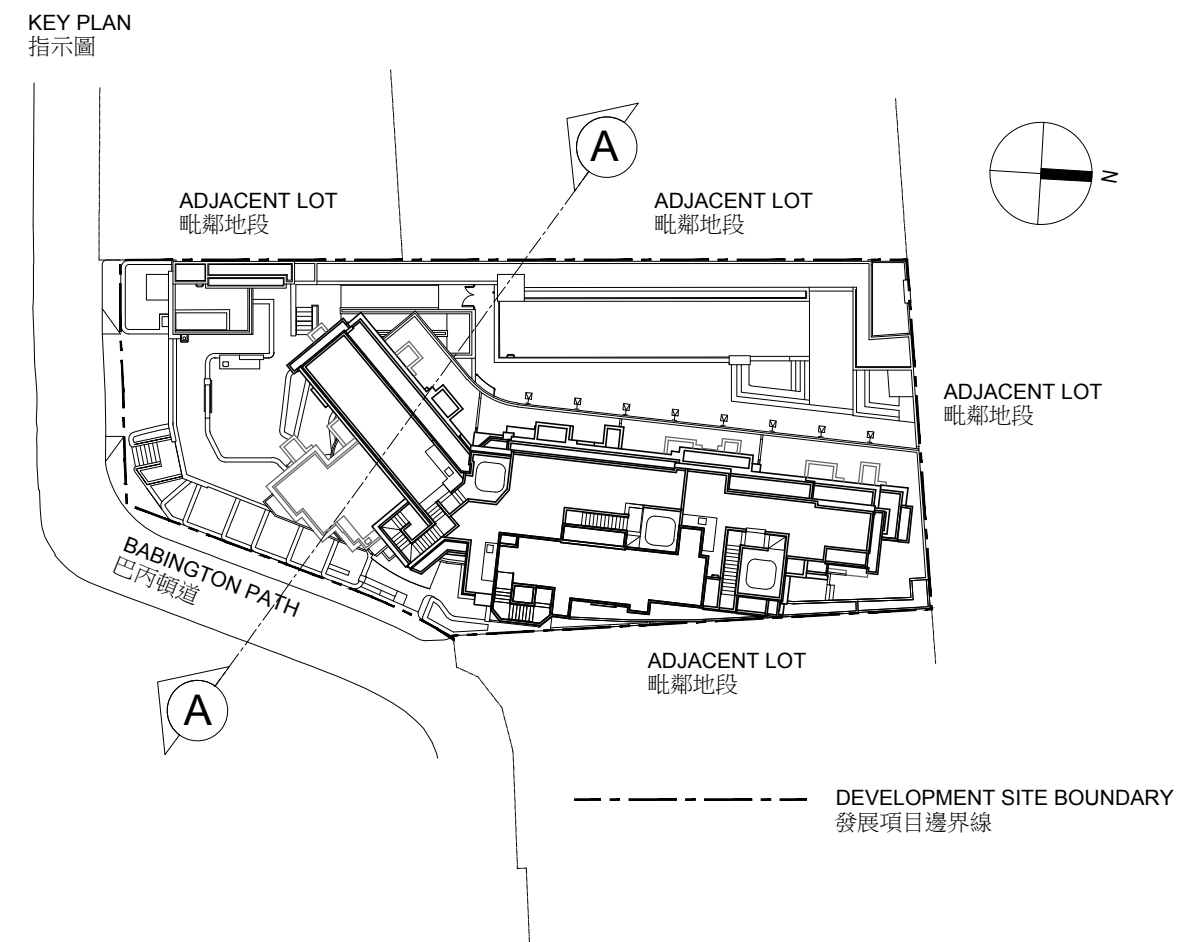 KEY PLAN
指示圖
A
ADJACENT LOT
毗鄰地段
ADJACENT LOT
毗鄰地段
N
ADJACENT LOT
毗鄰地段
BABINGTON PATH
巴丙頓道
ADJACENT LOT
毗鄰地段
A
DEVELOPMENT SITE BOUNDARY
發展項目邊界線